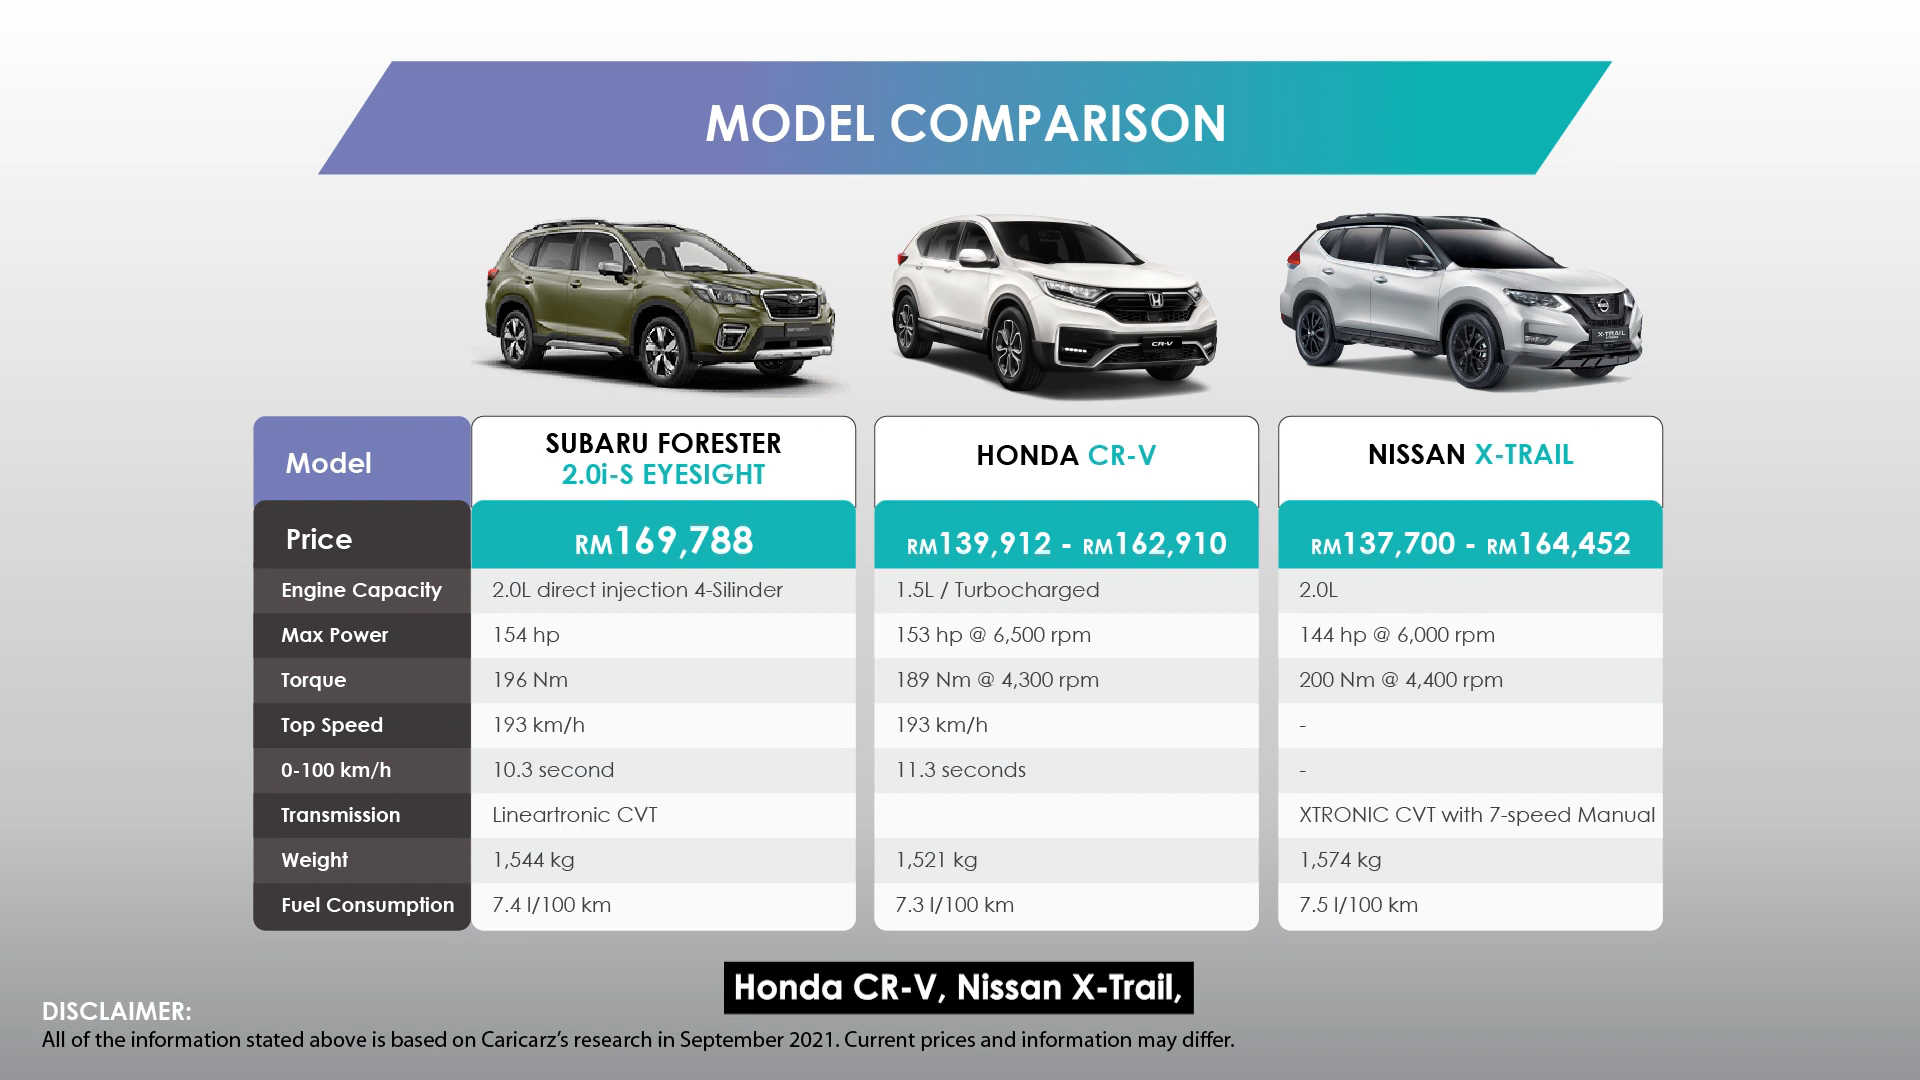 MODEL COMPARISON
CR-V
X-TRAIL
Model
SUBARU FORESTER
2.0i-S EYESIGHT
HONDA CR-V
NISSAN X-TRAIL
Price
RM169,788
RM139,912 - RM162,910
RM137,700 - RM164,452
Engine Capacity
2.0L direct injection 4-Silinder
1.5L / Turbocharged
2.0L
Max Power
154 hp
153 hp @ 6,500 rpm
144 hp @ 6,000 rpm
Torque
196 Nm
189 Nm @ 4,300 rpm
200 Nm @ 4,400 rpm
Top Speed
193 km/h
193 km/h
-
0-100 km/h
10.3 second
11.3 seconds
-
Transmission
Lineartronic CVT
XTRONIC CVT with 7-speed Manual
Weight
1,544 kg
1,521 kg
1,574 kg
Fuel Consumption
7.4 l/100 km
7.3 l/100 km
7.5 l/100 km
Honda CR-V, Nissan X-Trail,
DISCLAIMER:
All of the information stated above is based on Caricarz's research in September 2021. Current prices and information may differ.